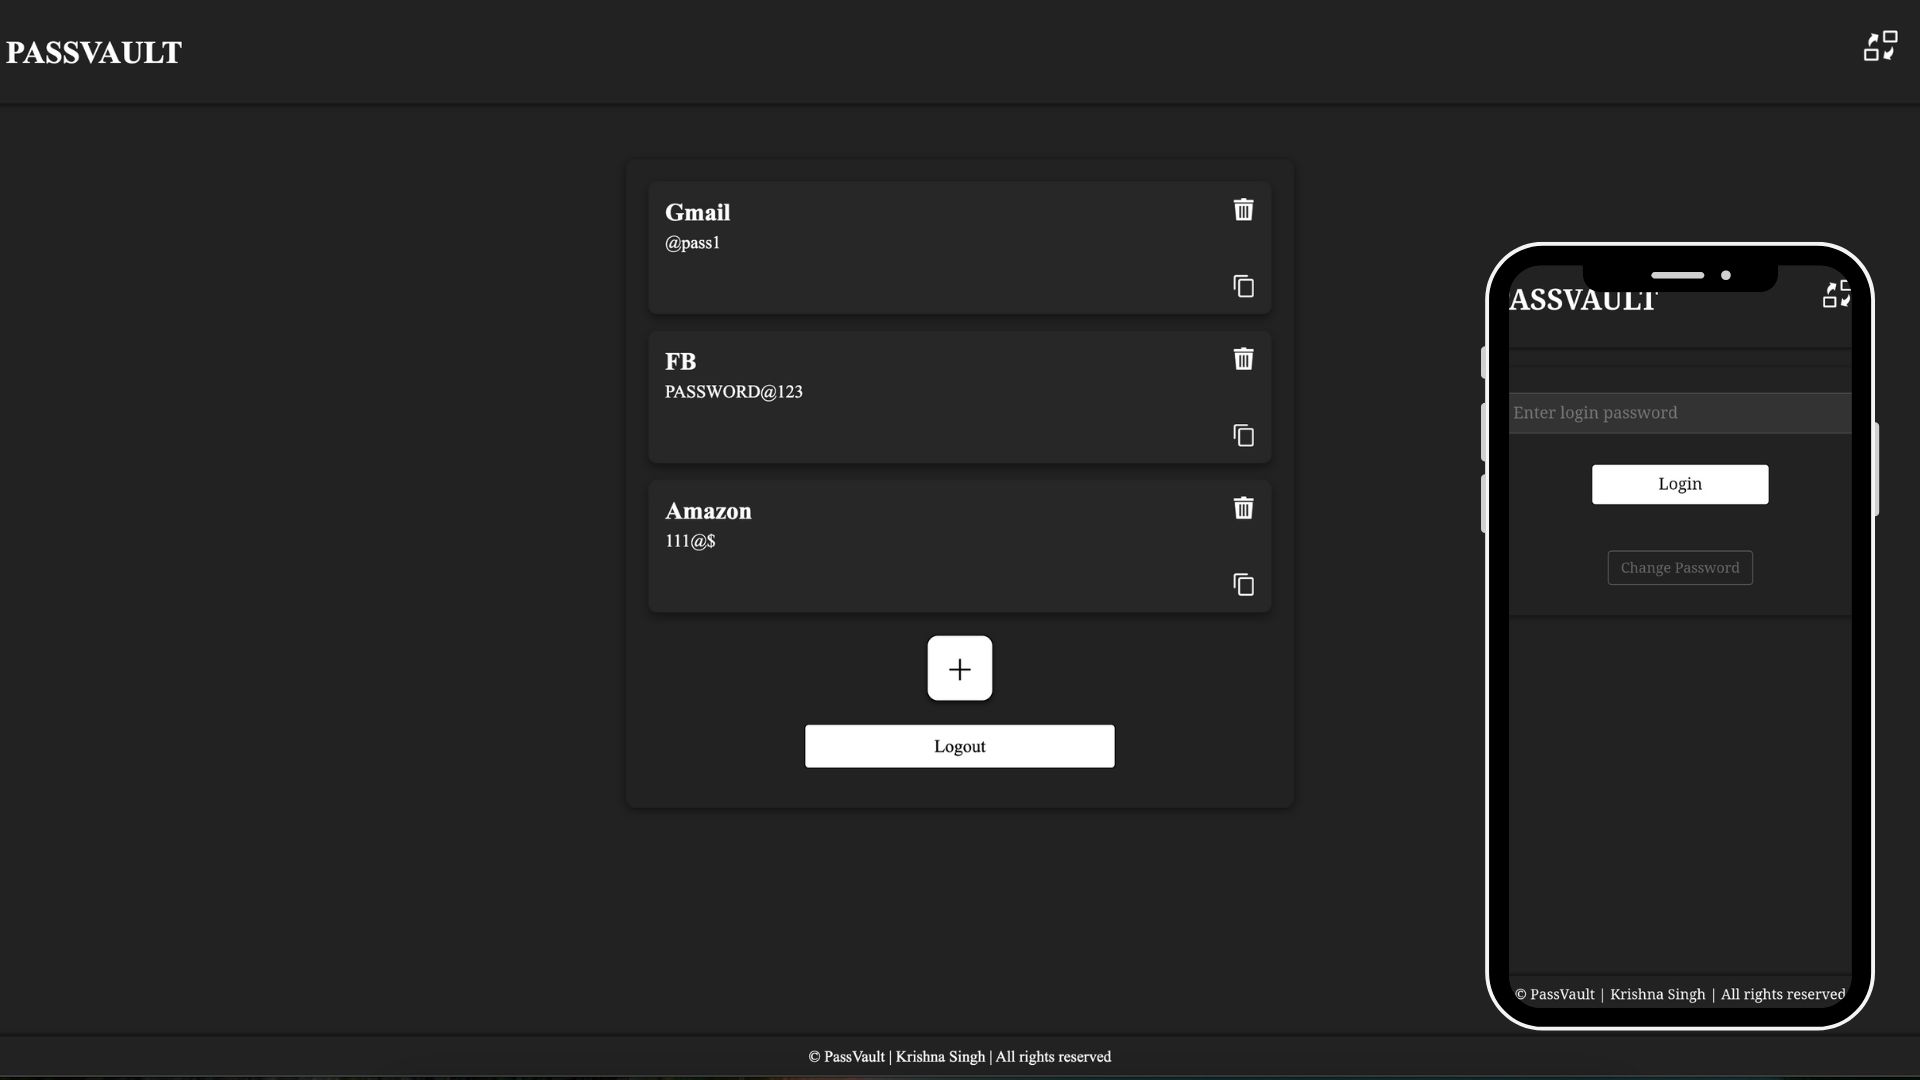 PASSVAULT
Gmail
@pass1
FB
PASSWORD@123
Amazon
111@$
+
Logout
© PassVault | Krishna Singh | All rights reserved
ASSVAULT
Enter login password
Login
Change Password
© PassVault | Krishna Singh | All rights reserved